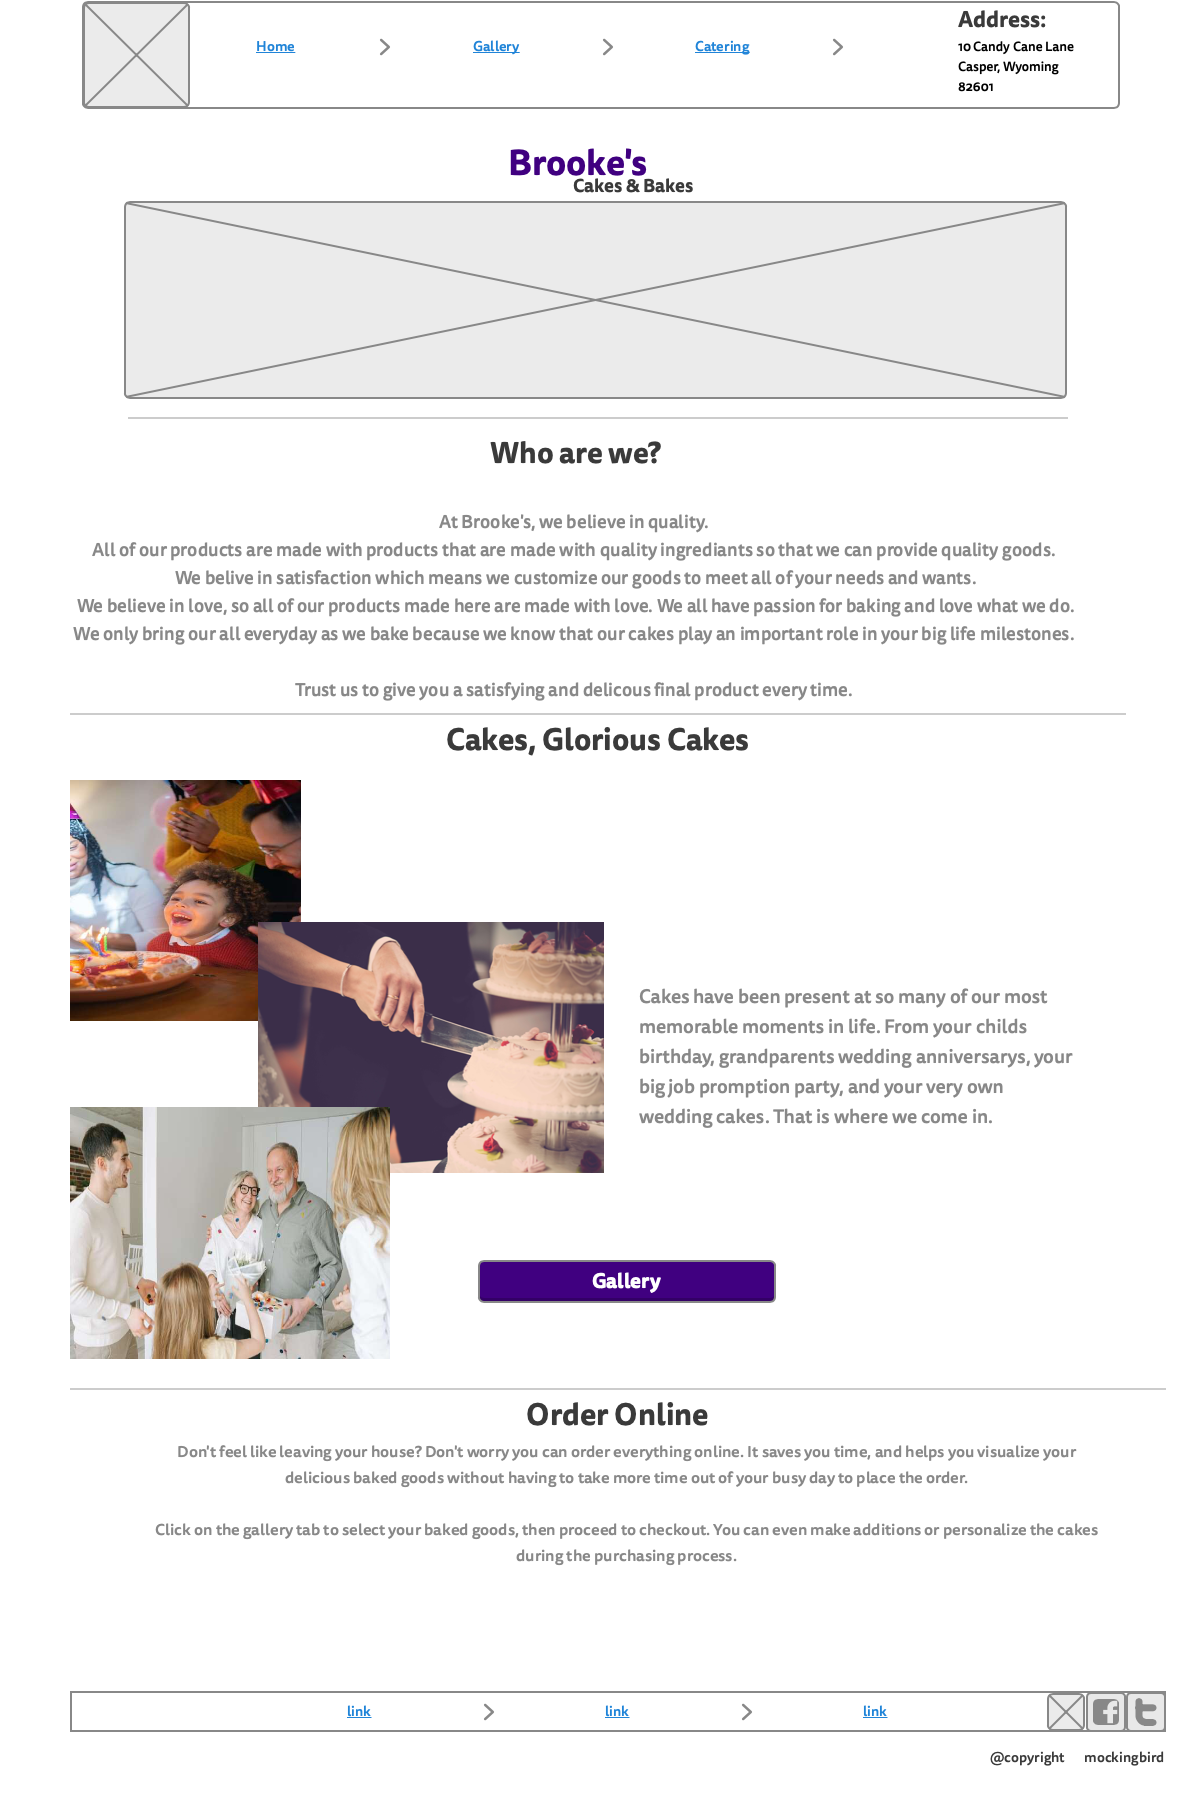 Home
Gallery
Catering
Address:
10 Candy Cane Lane
Casper, Wyoming
82601
Brooke's
Cakes & Bakes
Who are we?
At Brooke's, we believe in quality.
All of our products are made with products that are made with quality ingrediants so that we can provide quality goods.
We belive in satisfaction which means we customize our goods to meet all of your needs and wants.
We believe in love, so all of our products made here are made with love. We all have passion for baking and love what we do.
We only bring our all everyday as we bake because we know that our cakes play an important role in your big life milestones.
Trust us to give you a satisfying and delicous final product every time.
Cakes, Glorious Cakes
Cakes have been present at so many of our most
memorable moments in life. From your childs
birthday, grandparents wedding anniversarys, your
big job promption party, and your very own
wedding cakes. That is where we come in.
Gallery
Order Online
Don't feel like leaving your house? Don't worry you can order everything online. It saves you time, and helps you visualize your
delicious baked goods without having to take more time out of your busy day to place the order.
Click on the gallery tab to select your baked goods, then proceed to checkout. You can even make additions or personalize the cakes
during the purchasing process.
link
link
link
@copyright mockingbird